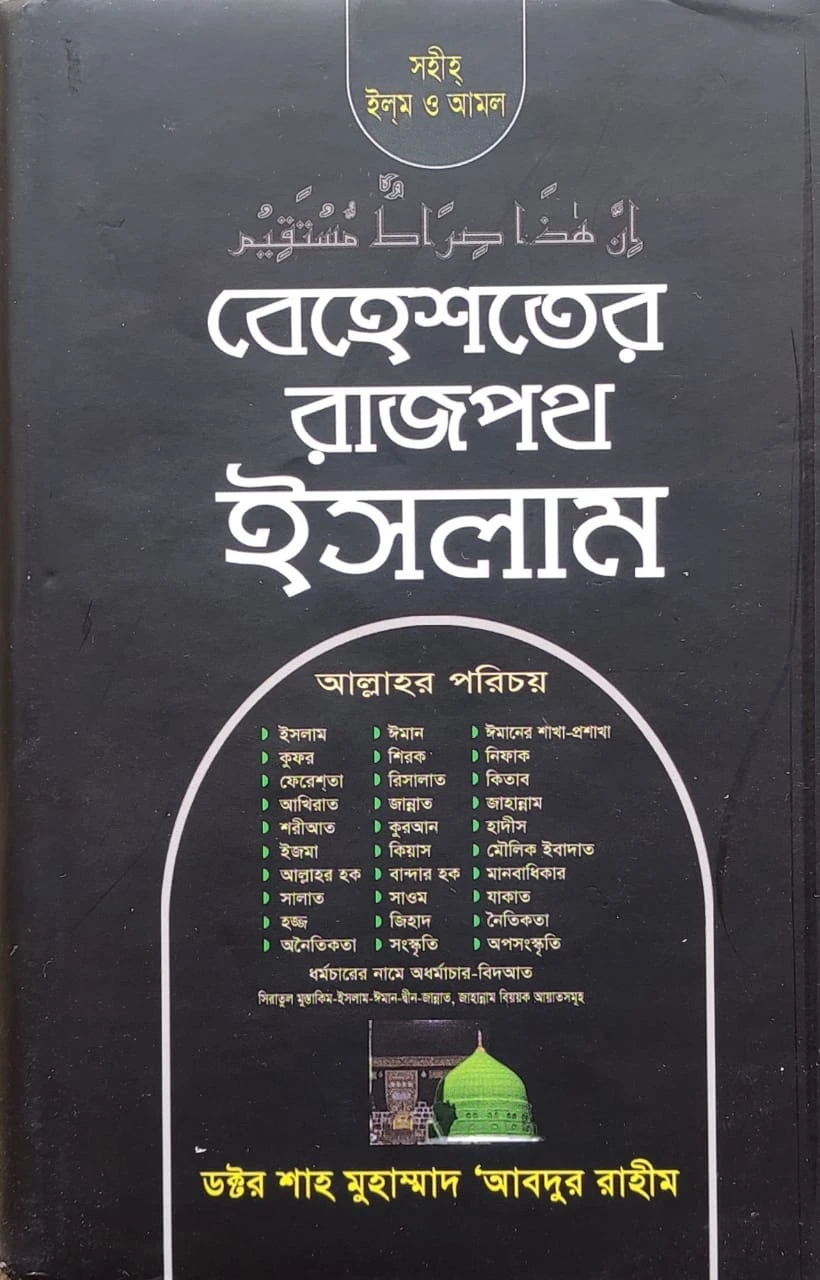 সহীহ্
ইল্‌ম ও আমল
اِنَّ هٰذَا صِرَاطٌ مُّسْتَقِيْمٌ
বেহেশতের
রাজপথ
ইসলাম
আল্লাহর পরিচয়
ইসলাম ঈমান ঈমানের শাখা-প্রশাখা
কুফর শিরক নিফাক
ফেরেশ্‌তা রিসালাত কিতাব
আখিরাত জান্নাত জাহান্নাম
শরীআত কুরআন হাদীস
ইজমা কিয়াস মৌলিক ইবাদাত
আল্লাহর হক বান্দার হক মানবাধিকার
সালাত সাওম যাকাত
হজ্জ জিহাদ নৈতিকতা
অনৈতিকতা সংস্কৃতি অপসংস্কৃতি
ধর্মচারের নামে অধর্মাচার-বিদআত
সিরাতুল মুস্তাকিম-ইসলাম-ঈমান-দ্বীন-জান্নাত, জাহান্নাম বিয়য়ক আয়াতসমূহ
ডক্টর শাহ মুহাম্মাদ ‘আবদুর রাহীম